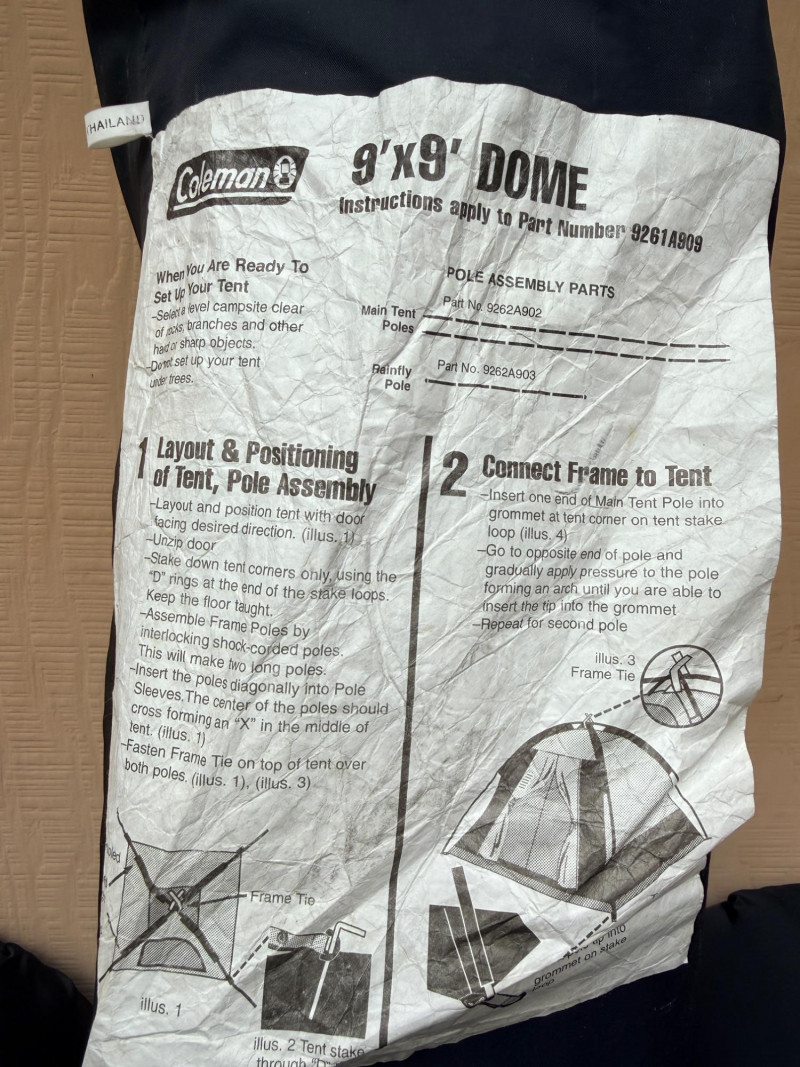 THAILAND
Coleman
9'x9' DOME
Instructions apply to Part Number 9261A909
When You Are Ready To
Set Up Your Tent
–Select a level campsite clear
of rocks, branches and other
hard or sharp objects.
–Do not set up your tent
under trees.
POLE ASSEMBLY PARTS
Part No. 9262A902
Main Tent
Poles
Part No. 9262A903
Rainfly
Pole
1 Layout & Positioning
of Tent, Pole Assembly
–Layout and position tent with door
facing desired direction. (illus. 1)
–Unzip door
–Stake down tent corners only, using the
"D" rings at the end of the stake loops.
Keep the floor taught.
–Assemble Frame Poles by
interlocking shock-corded poles.
This will make two long poles.
–Insert the poles diagonally into Pole
Sleeves. The center of the poles should
cross forming an "X" in the middle of
tent. (illus. 1)
–Fasten Frame Tie on top of tent over
both poles. (illus. 1), (illus. 3)
Frame Tie
illus. 1
illus. 2 Tent stake
through "D"
2 Connect Frame to Tent
–Insert one end of Main Tent Pole into
grommet at tent corner on tent stake
loop (illus. 4)
–Go to opposite end of pole and
gradually apply pressure to the pole
forming an arch until you are able to
insert the tip into the grommet
–Repeat for second pole
illus. 3
Frame Tie
tip into
grommet on stake